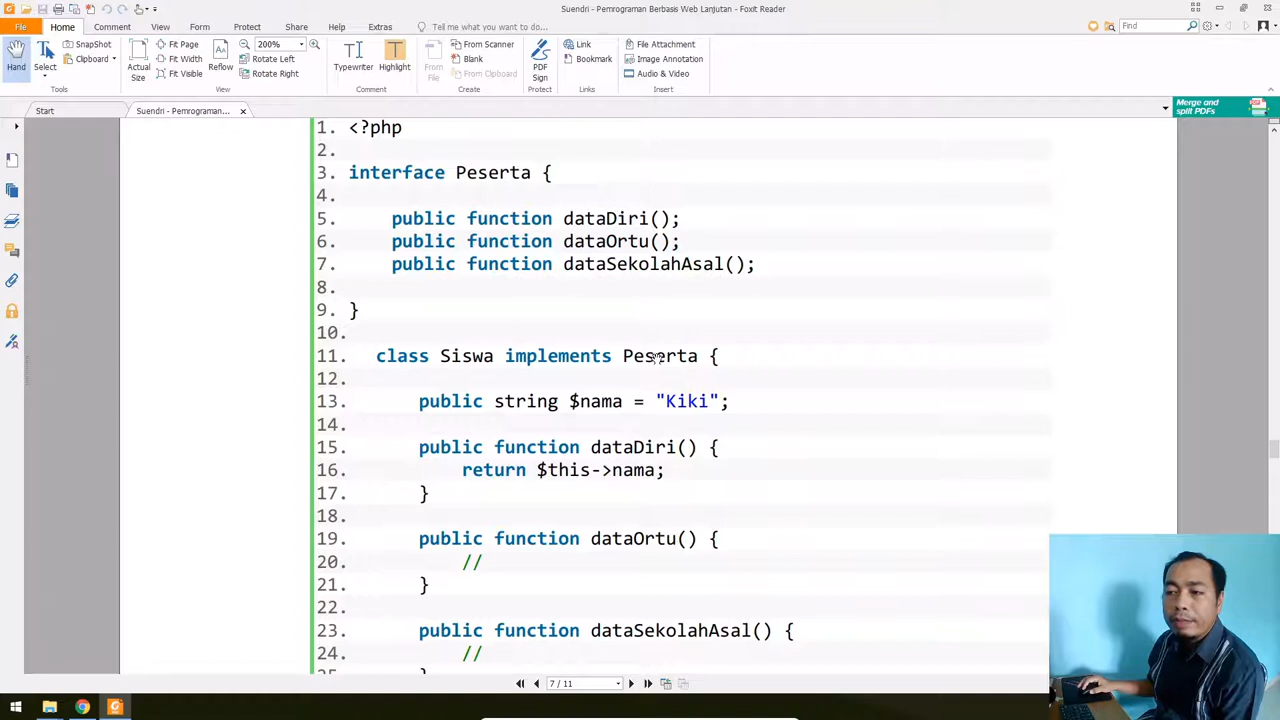 Suendri - Pemrograman Berbasis Web Lanjutan - Foxit Reader
File Home Comment View Form Protect Share Help Extras Tell me what you want to do... Find
Hand
Select
SnapShot
Clipboard
Tools
Actual Size
Fit Page
Fit Width
Fit Visible
Reflow
200%
Rotate Left
Rotate Right
View
Typewriter
Highlight
Comment
From File
From Scanner
Blank
From Clipboard
Create
PDF Sign
Protect
Link
Bookmark
Links
File Attachment
Image Annotation
Audio & Video
Insert
Start
Suendri - Pemrograman...
Merge and split PDFs
1. <?php
2.
3. interface Peserta {
4.
5. public function dataDiri();
6. public function dataOrtu();
7. public function dataSekolahAsal();
8.
9. }
10.
11. class Siswa implements Peserta {
12.
13. public string $nama = "Kiki";
14.
15. public function dataDiri() {
16. return $this->nama;
17. }
18.
19. public function dataOrtu() {
20. //
21. }
22.
23. public function dataSekolahAsal() {
24. //
25. }
7 / 11